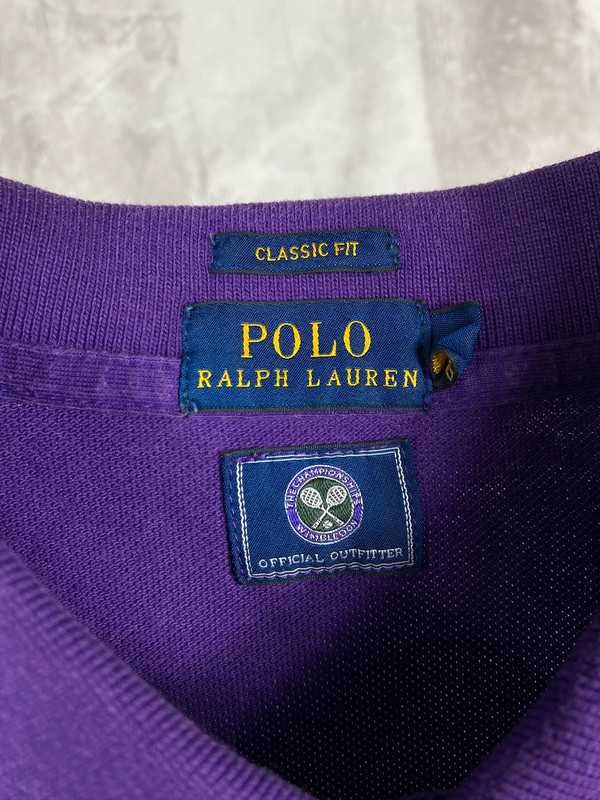 CLASSIC FIT
POLO
RALPH LAUREN
THE CHAMPIONSHIPS
WIMBLEDON
OFFICIAL OUTFITTER